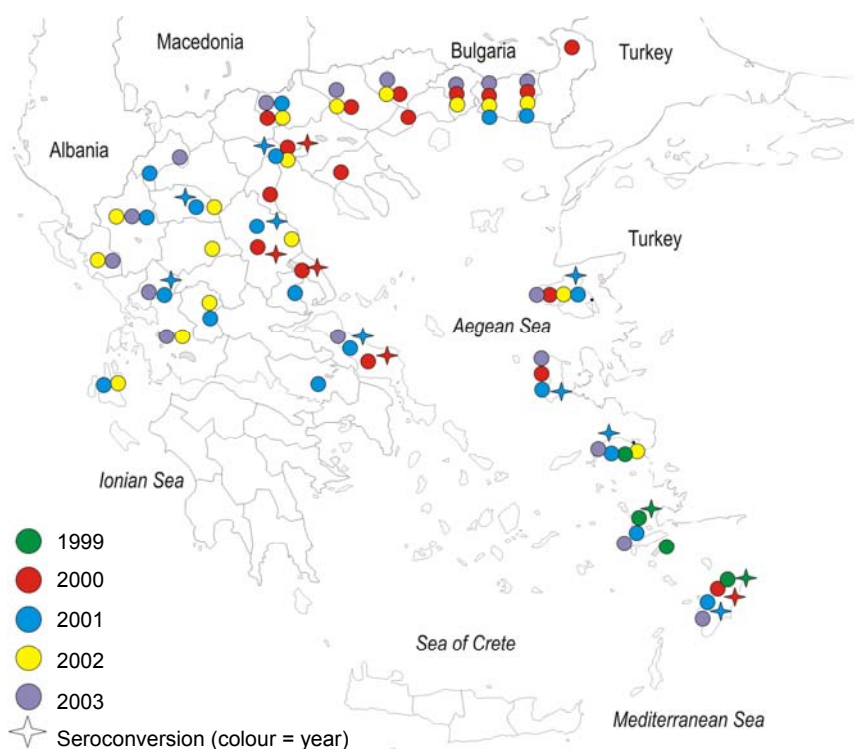 Macedonia
Bulgaria
Turkey
Albania
Turkey
Aegean Sea
Ionian Sea
1999
2000
2001
2002
2003
Sea of Crete
Mediterranean Sea
Seroconversion (colour = year)